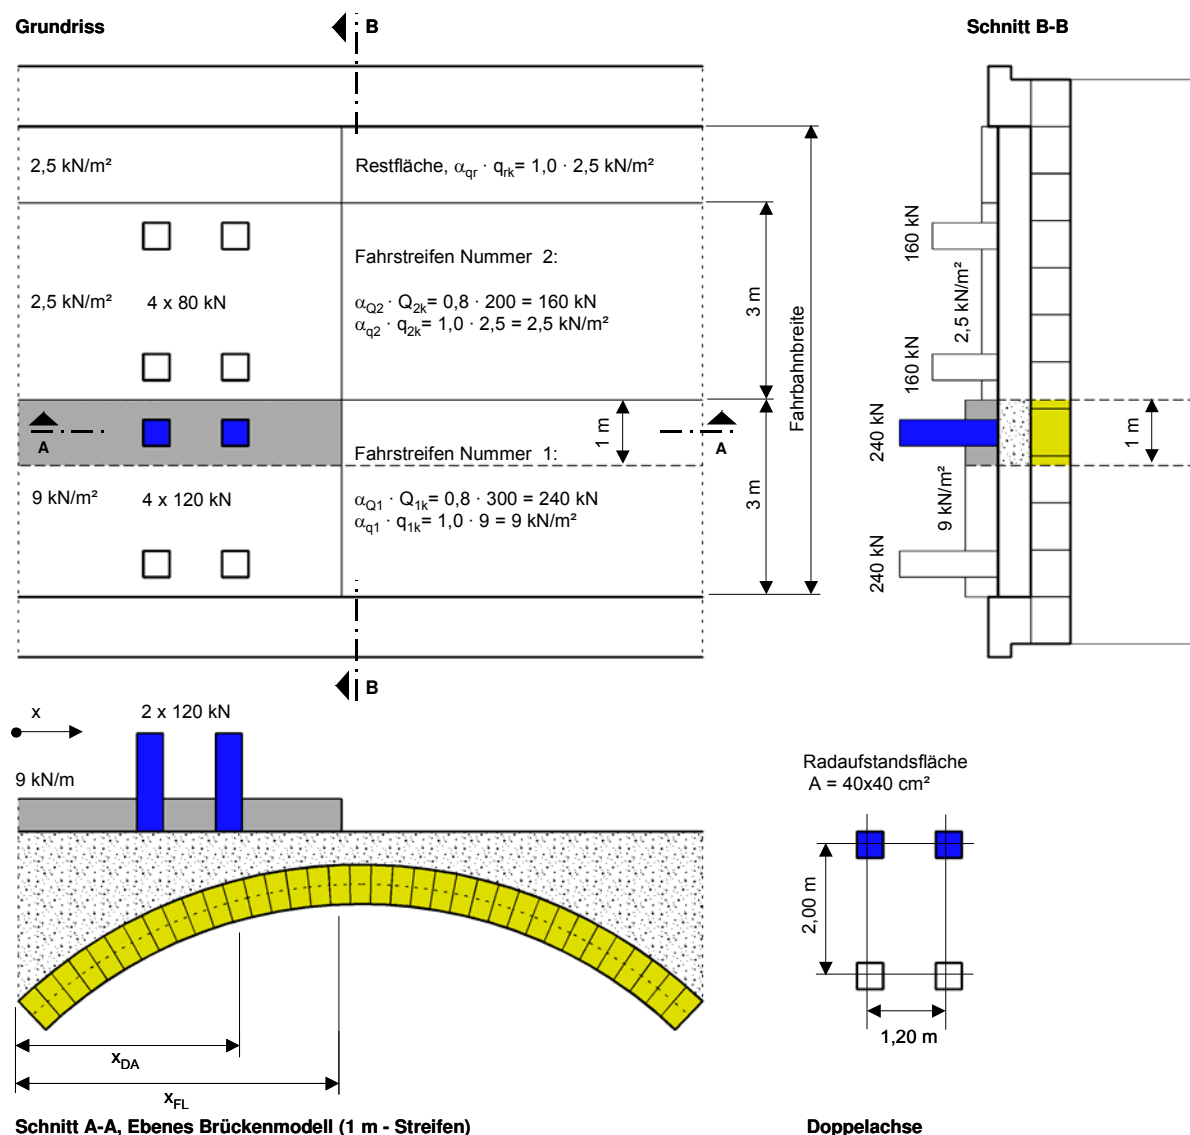 Grundriss
B
Schnitt B-B
2,5 kN/m²
Restfläche, αqr · qrk= 1,0 · 2,5 kN/m²
Fahrstreifen Nummer 2:
2,5 kN/m²
4 x 80 kN
αQ2 · Q2k= 0,8 · 200 = 160 kN
αq2 · q2k= 1,0 · 2,5 = 2,5 kN/m²
3 m
Fahrbahnbreite
160 kN
2,5 kN/m²
160 kN
A
1 m
A
240 kN
1 m
Fahrstreifen Nummer 1:
9 kN/m²
4 x 120 kN
αQ1 · Q1k= 0,8 · 300 = 240 kN
αq1 · q1k= 1,0 · 9 = 9 kN/m²
3 m
9 kN/m²
240 kN
B
x
2 x 120 kN
9 kN/m
xDA
xFL
Radaufstandsfläche
A = 40x40 cm²
2,00 m
1,20 m
Schnitt A-A, Ebenes Brückenmodell (1 m - Streifen)
Doppelachse